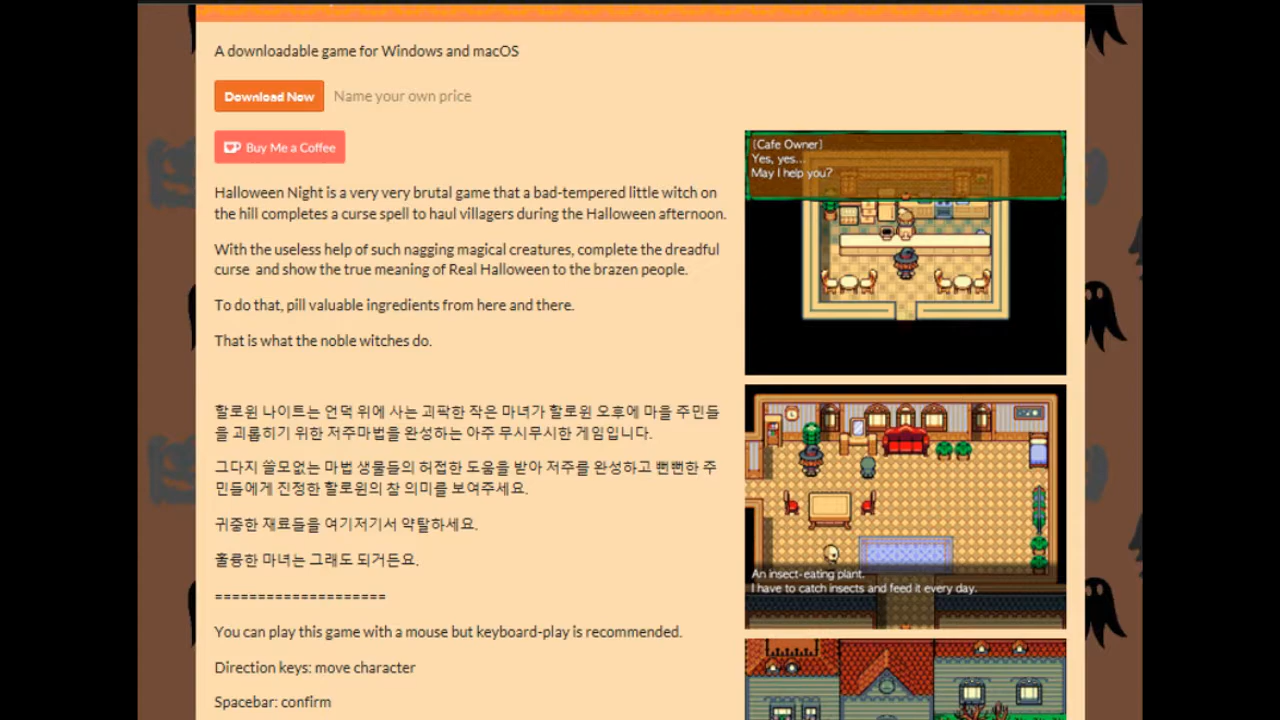 A downloadable game for Windows and macOS
Download Now Name your own price
Buy Me a Coffee
Halloween Night is a very very brutal game that a bad-tempered little witch on
the hill completes a curse spell to haul villagers during the Halloween afternoon.
With the useless help of such nagging magical creatures, complete the dreadful
curse and show the true meaning of Real Halloween to the brazen people.
To do that, pill valuable ingredients from here and there.
That is what the noble witches do.
할로윈 나이트는 언덕 위에 사는 괴팍한 작은 마녀가 할로윈 오후에 마을 주민들
을 괴롭히기 위한 저주마법을 완성하는 아주 무시무시한 게임입니다.
그다지 쓸모없는 마법 생물들의 허접한 도움을 받아 저주를 완성하고 뻔뻔한 주
민들에게 진정한 할로윈의 참 의미를 보여주세요.
귀중한 재료들을 여기저기서 약탈하세요.
훌륭한 마녀는 그래도 되거든요.
====================
You can play this game with a mouse but keyboard-play is recommended.
Direction keys: move character
Spacebar: confirm
[Cafe Owner]
Yes, yes...
May I help you?
An insect-eating plant.
I have to catch insects and feed it every day.